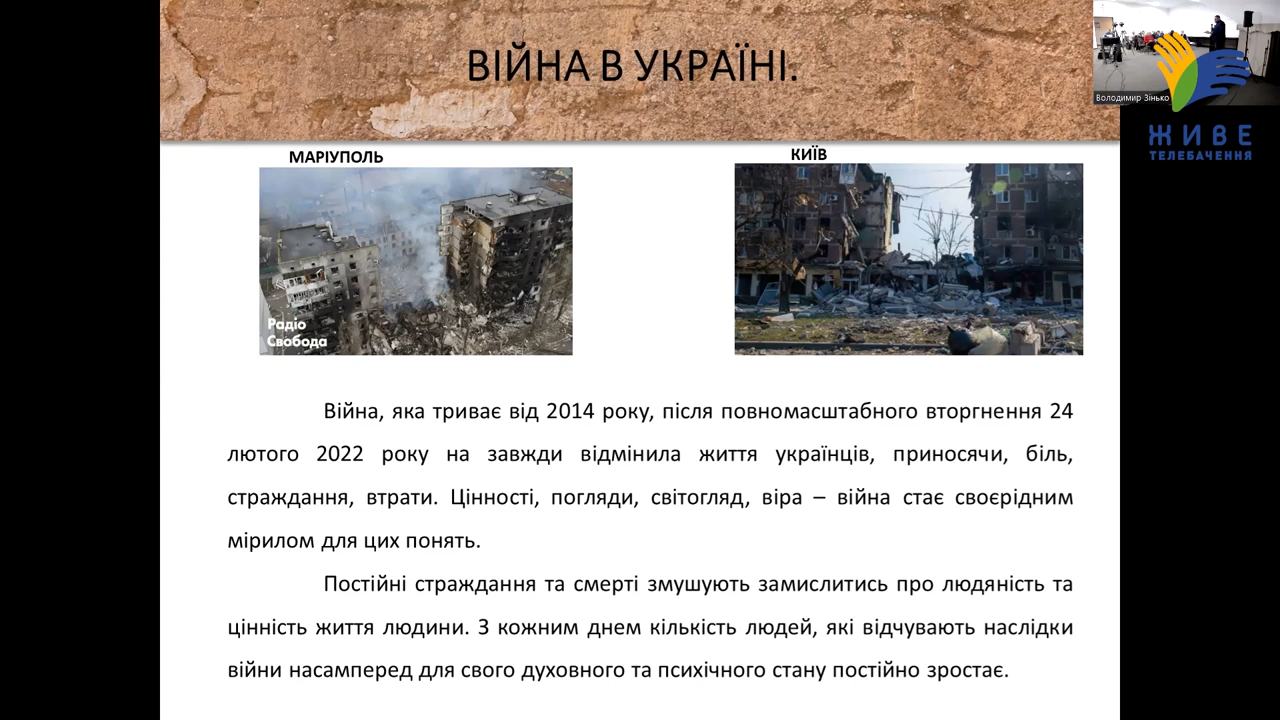 ВІЙНА В УКРАЇНІ.
Володимир Зінько
ЖИВЕ
ТЕЛЕБАЧЕННЯ
МАРІУПОЛЬ
КИЇВ
Радіо
Свобода
Війна, яка триває від 2014 року, після повномасштабного вторгнення 24
лютого 2022 року на завжди відмінила життя українців, приносячи, біль,
страждання, втрати. Цінності, погляди, світогляд, віра – війна стає своєрідним
мірилом для цих понять.
Постійні страждання та смерті змушують замислитись про людяність та
цінність життя людини. З кожним днем кількість людей, які відчувають наслідки
війни насамперед для свого духовного та психічного стану постійно зростає.